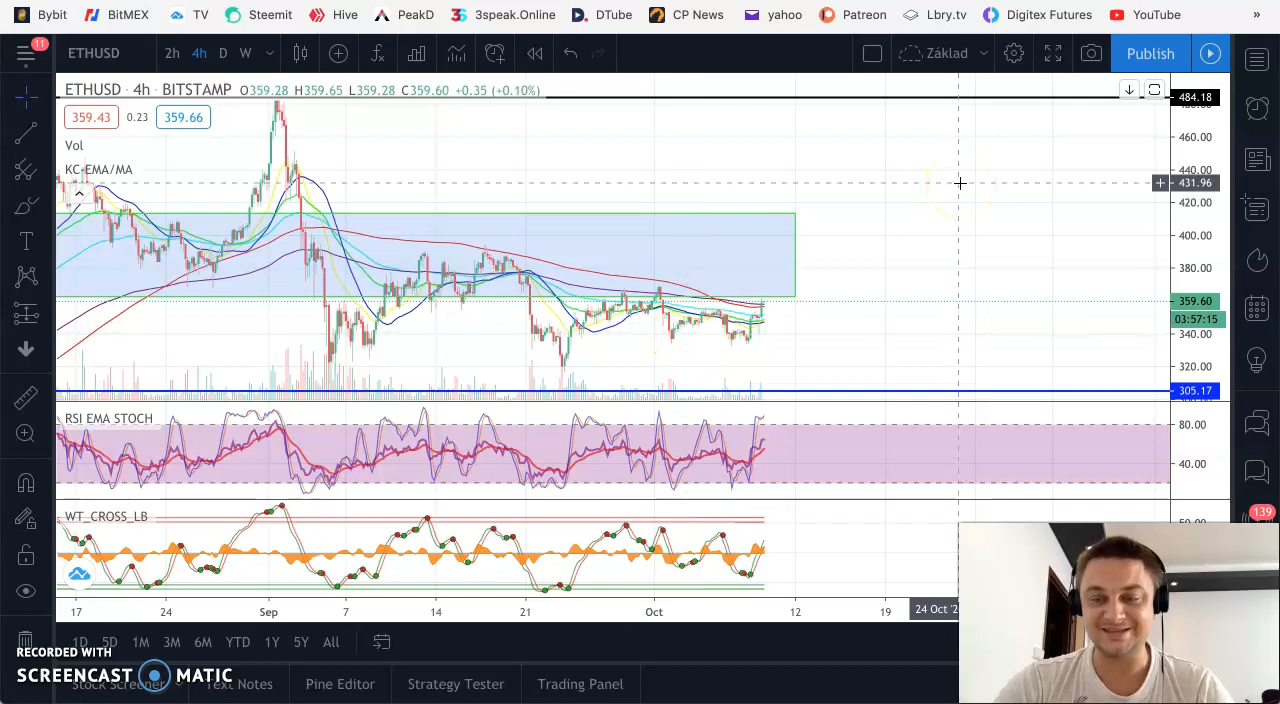 Bybit BitMEX TV Steemit Hive PeakD 3speak.Online DTube CP News yahoo Patreon Lbry.tv Digitex Futures YouTube »
11 ETHUSD 2h 4h D W Základ Publish
ETHUSD · 4h · BITSTAMP O359.28 H359.65 L359.28 C359.60 +0.35 (+0.10%)
484.18
359.43 0.23 359.66
460.00
Vol
KC-EMA/MA
440.00
431.96
420.00
400.00
380.00
359.60
03:57:15
340.00
320.00
305.17
RSI EMA STOCH
80.00
40.00
WT_CROSS_LB
139
17 24 Sep 7 14 21 Oct 12 19 24 Oct
1D 5D 1M 3M 6M YTD 1Y 5Y All
RECORDED WITH
SCREENCAST MATIC
Stock Screener Text Notes Pine Editor Strategy Tester Trading Panel